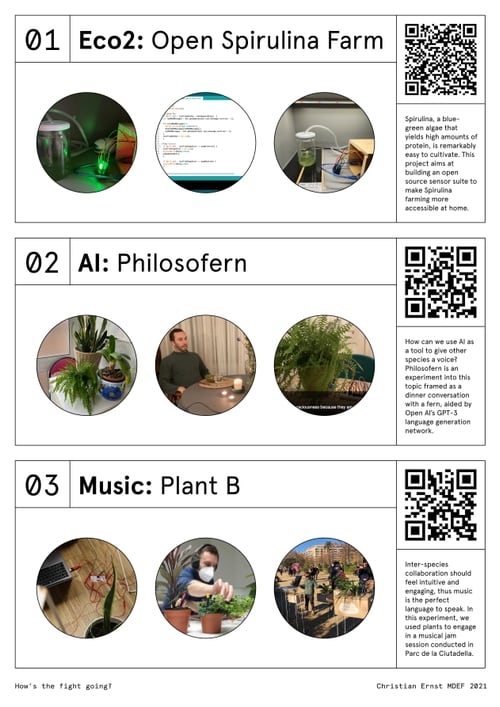 01
Eco2: Open Spirulina Farm
Spirulina, a blue-
green algae that
yields high amounts of
protein, is remarkably
easy to cultivate. This
project aims at
building an open
source sensor suite to
make Spirulina
farming more
accessible at home.
02
AI: Philosofern
How can we use AI as
a tool to give other
species a voice?
Philosofern is an
experiment into this
topic framed as a
dinner conversation
with a fern, aided by
Open AI's GPT-3
language generation
network.
because they
03
Music: Plant B
Inter-species
collaboration should
feel intuitive and
engaging, thus music
is the perfect
language to speak. In
this experiment, we
used plants to engage
in a musical jam
session conducted in
Parc de la Ciutadella.
How's the fight going?
Christian Ernst MDEF 2021